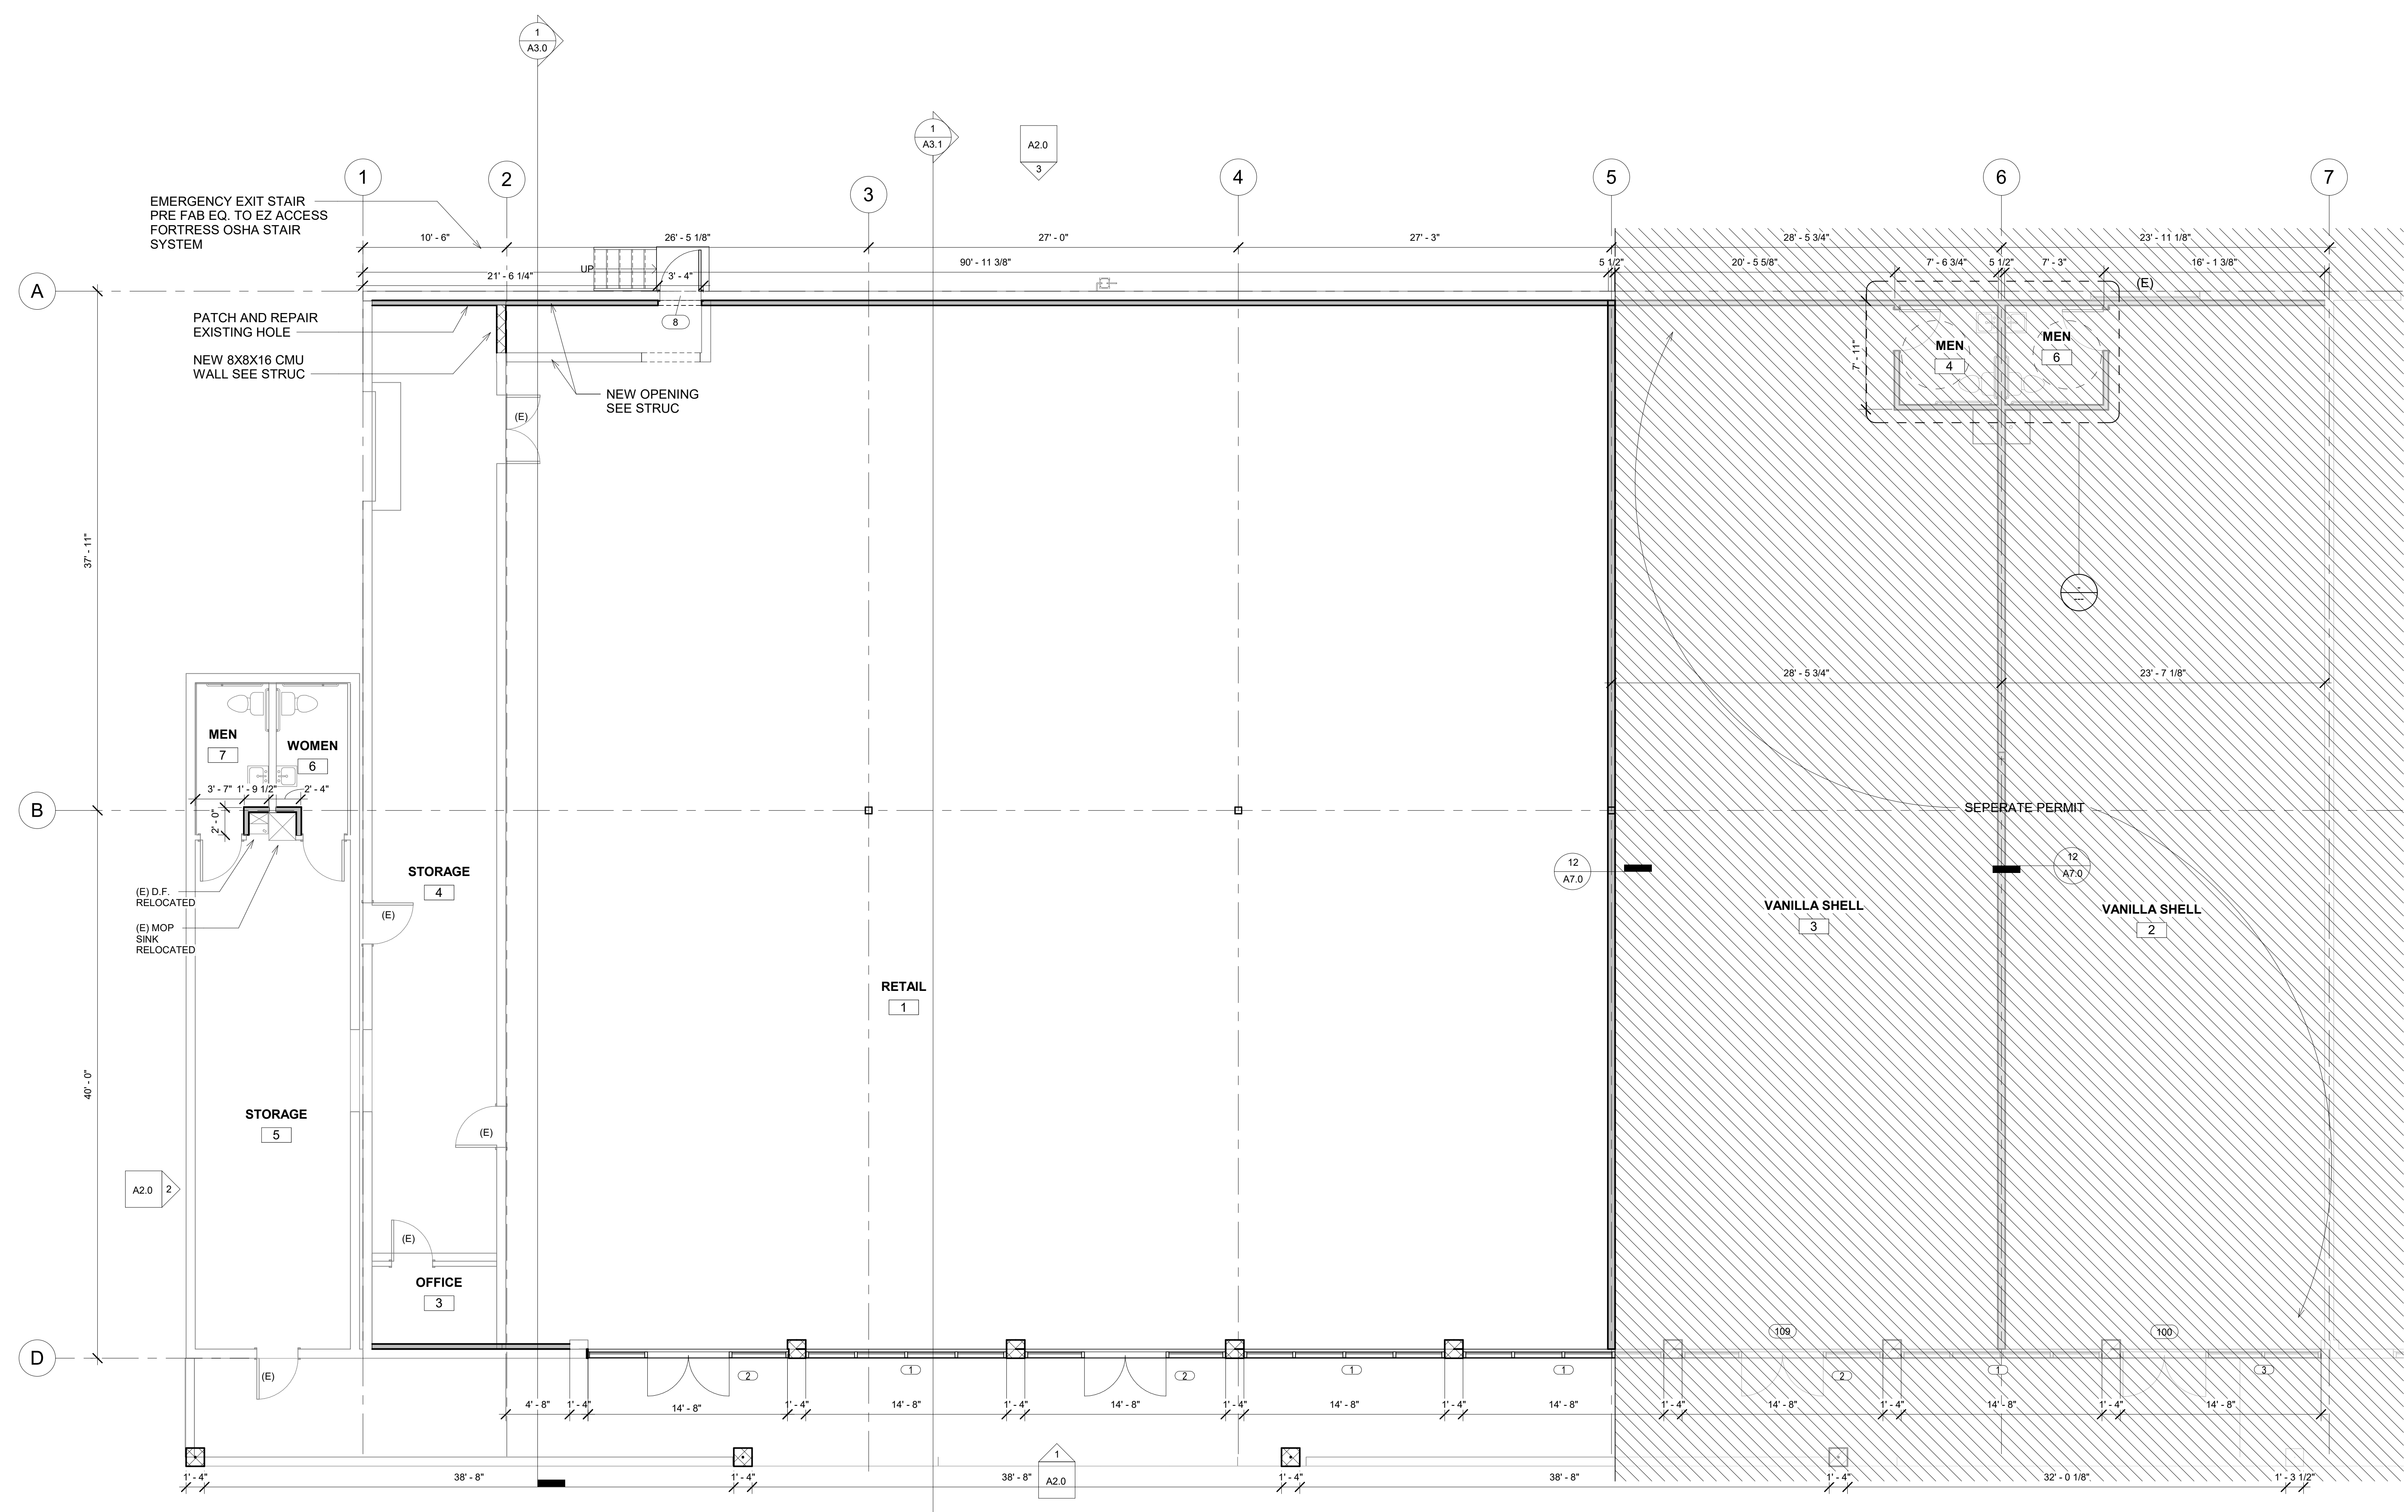 1
A3.0
1
A3.1
A2.0
3
1
2
3
4
5
6
7
EMERGENCY EXIT STAIR
PRE FAB EQ. TO EZ ACCESS
FORTRESS OSHA STAIR
SYSTEM
10' - 6"
26' - 5 1/8"
27' - 0"
27' - 3"
28' - 5 3/4"
23' - 11 1/8"
90' - 11 3/8"
5 1/2"
20' - 5 5/8"
7' - 6 3/4"
5 1/2"
7' - 3"
16' - 1 3/8"
21' - 6 1/4"
UP
3' - 4"
(E)
A
8
PATCH AND REPAIR
EXISTING HOLE
NEW 8X8X16 CMU
WALL SEE STRUC
NEW OPENING
SEE STRUC
(E)
7' - 11"
MEN
4
MEN
6
37' - 11"
-
---
28' - 5 3/4"
23' - 7 1/8"
MEN
7
WOMEN
6
3' - 7"
1' - 9 1/2"
2' - 4"
2' - 0"
B
SEPERATE PERMIT
(E) D.F.
RELOCATED
(E) MOP
SINK
RELOCATED
STORAGE
4
(E)
12
A7.0
12
A7.0
VANILLA SHELL
3
VANILLA SHELL
2
RETAIL
1
40' - 0"
STORAGE
5
(E)
A2.0
2
(E)
OFFICE
3
D
(E)
109
100
2
1
2
1
1
2
1
3
4' - 8"
1' - 4"
14' - 8"
1' - 4"
14' - 8"
1' - 4"
14' - 8"
1' - 4"
14' - 8"
1' - 4"
14' - 8"
1' - 4"
14' - 8"
1' - 4"
14' - 8"
1' - 4"
14' - 8"
1
A2.0
1' - 4"
38' - 8"
1' - 4"
38' - 8"
1' - 4"
38' - 8"
1' - 4"
32' - 0 1/8"
1' - 3 1/2"